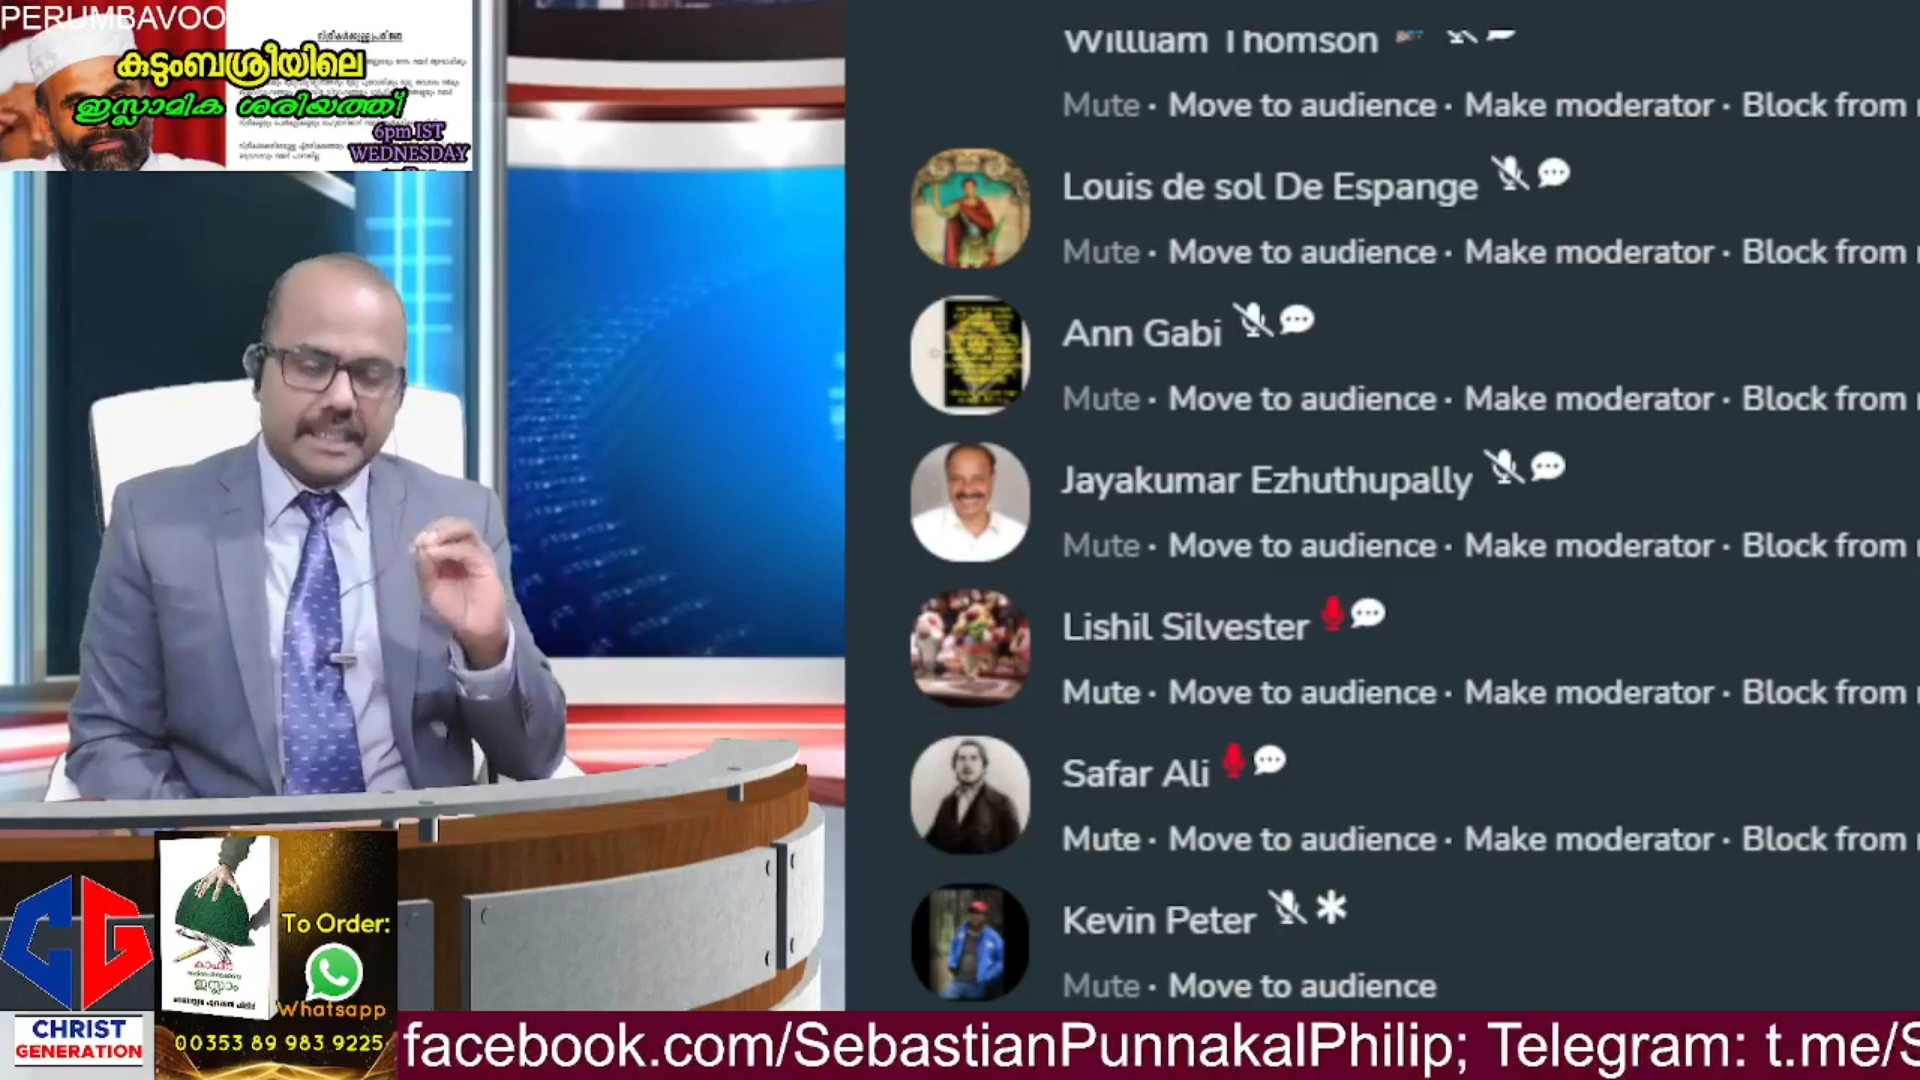 PERUMBAVOO
കുടുംബശ്രീയിലെ
ഇസ്ലാമിക ശരിയത്ത്
6pm IST
WEDNESDAY
Willliam Thomson
Mute · Move to audience · Make moderator · Block from
Louis de sol De Espange
Mute · Move to audience · Make moderator · Block from
Ann Gabi
Mute · Move to audience · Make moderator · Block from
Jayakumar Ezhuthupally
Mute · Move to audience · Make moderator · Block from
Lishil Silvester
Mute · Move to audience · Make moderator · Block from
Safar Ali
Mute · Move to audience · Make moderator · Block from
Kevin Peter
Mute · Move to audience
CG
CHRIST
GENERATION
ഇസ്ലാം
To Order:
Whatsapp
00353 89 983 9225
facebook.com/SebastianPunnakalPhilip; Telegram: t.me/S